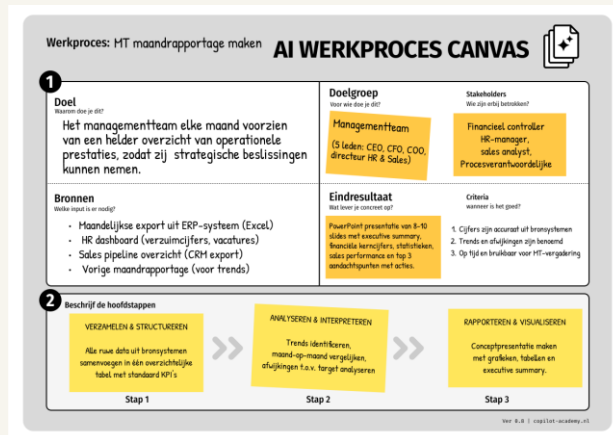 Werkproces: MT maandrapportage maken
AI WERKPROCES CANVAS
1
Doel
Waarom doe je dit?
Het managementteam elke maand voorzien
van een helder overzicht van operationele
prestaties, zodat zij strategische beslissingen
kunnen nemen.
Doelgroep
Voor wie doe je dit?
Managementteam
(5 leden: CEO, CFO, COO,
directeur HR & Sales)
Stakeholders
Wie zijn erbij betrokken?
Financieel controller
HR-manager,
sales analyst,
Procesverantwoordelijke
Bronnen
Welke input is er nodig?
• Maandelijkse export uit ERP-systeem (Excel)
• HR dashboard (verzuimcijfers, vacatures)
• Sales pipeline overzicht (CRM export)
• Vorige maandrapportage (voor trends)
Eindresultaat
Wat lever je concreet op?
PowerPoint presentatie van 8-10
slides met executive summary,
financiële kerncijfers, statistieken,
sales performance en top 3
aandachtspunten met acties.
Criteria
wanneer is het goed?
1. Cijfers zijn accuraat uit bronsystemen
2. Trends en afwijkingen zijn benoemd
3. Op tijd en bruikbaar voor MT-vergadering
2
Beschrijf de hoofdstappen
VERZAMELEN & STRUCTUREREN
Alle ruwe data uit bronsystemen
samenvoegen in één overzichtelijke
tabel met standaard KPI's
Stap 1
ANALYSEREN & INTERPRETEREN
Trends identificeren,
maand-op-maand vergelijken,
afwijkingen t.o.v. target analyseren
Stap 2
RAPPORTEREN & VISUALISEREN
Conceptpresentatie maken
met grafieken, tabellen en
executive summary.
Stap 3
Ver 0.8 | copilot-academy.nl